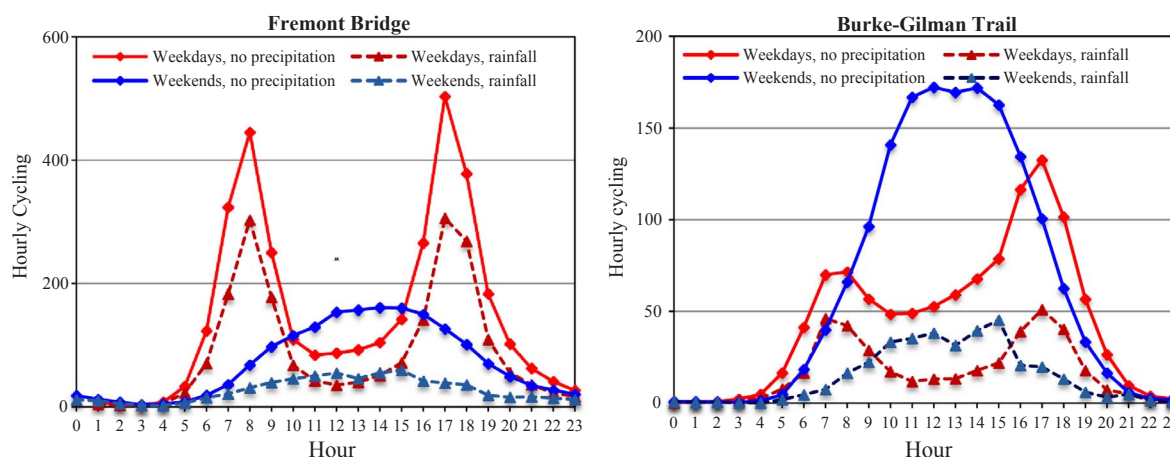 Fremont Bridge
600
Weekdays, no precipitation
Weekdays, rainfall
Weekends, no precipitation
Weekends, rainfall
400
200
0
Hourly Cycling
0 1 2 3 4 5 6 7 8 9 10 11 12 13 14 15 16 17 18 19 20 21 22 23
Hour
Burke-Gilman Trail
200
Weekdays, no precipitation
Weekdays, rainfall
Weekends, no precipitation
Weekends, rainfall
150
100
50
0
Hourly cycling
0 1 2 3 4 5 6 7 8 9 10 11 12 13 14 15 16 17 18 19 20 21 22
Hour